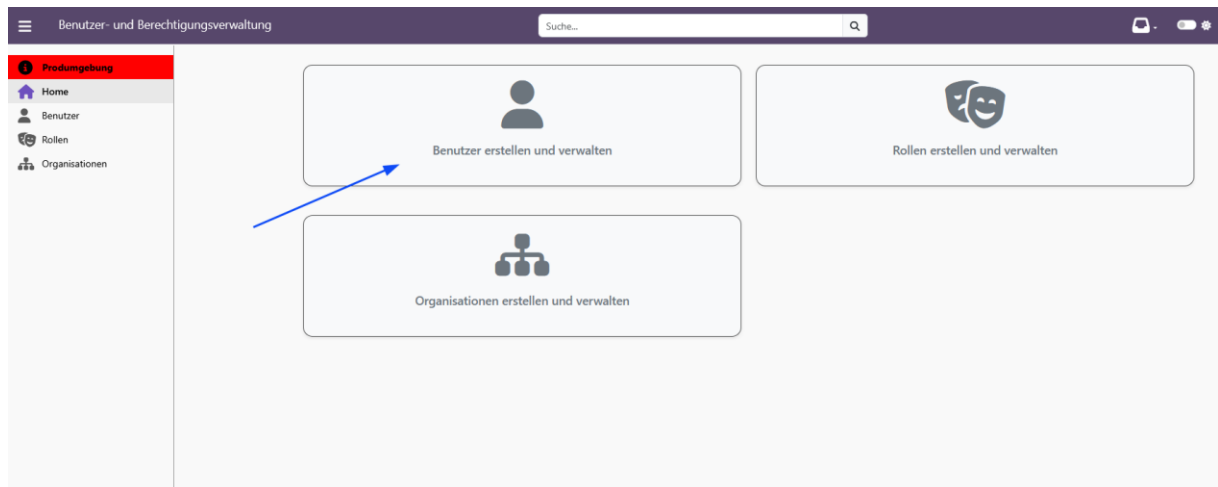 Benutzer- und Berechtigungsverwaltung
Suche...
Produmgebung
Home
Benutzer
Rollen
Organisationen
Benutzer erstellen und verwalten
Rollen erstellen und verwalten
Organisationen erstellen und verwalten